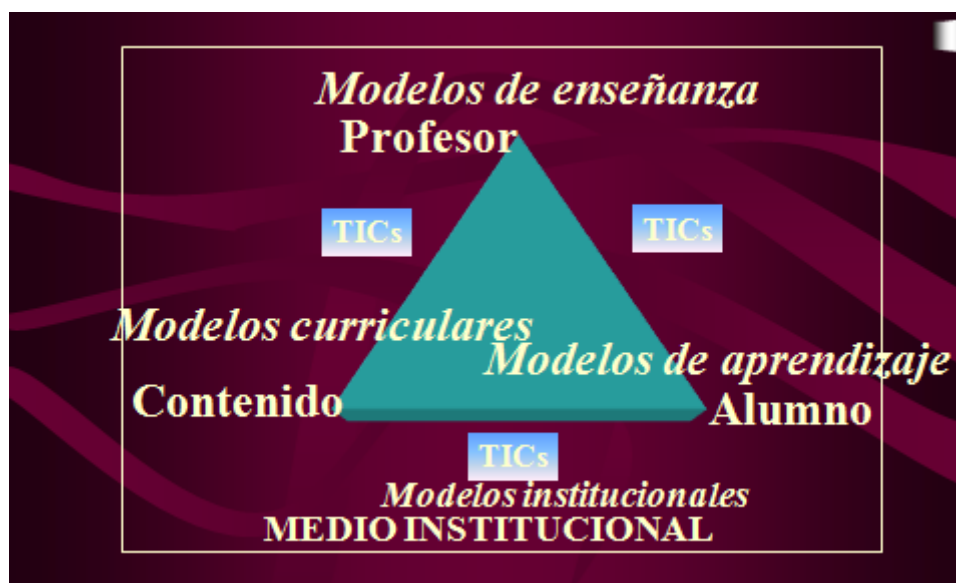 Modelos de enseñanza
Profesor
TICs
TICs
Modelos curriculares
Modelos de aprendizaje
Contenido
Alumno
TICs
Modelos institucionales
MEDIO INSTITUCIONAL